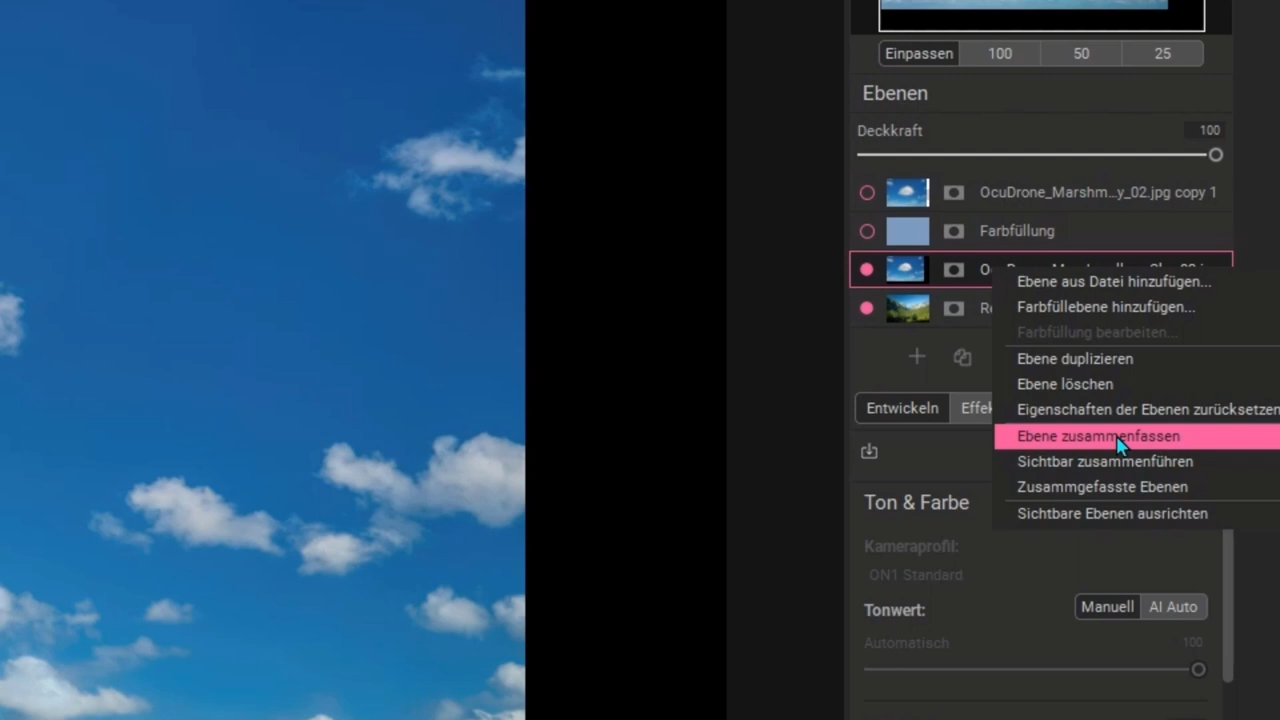 Einpassen 100 50 25
Ebenen
Deckkraft 100
OcuDrone_Marshm...y_02.jpg copy 1
Farbfüllung
Ebene aus Datei hinzufügen...
Farbfüllebene hinzufügen...
Farbfüllung bearbeiten...
Ebene duplizieren
Ebene löschen
Eigenschaften der Ebenen zurücksetzen
Ebene zusammenfassen
Sichtbar zusammenführen
Zusammgefasste Ebenen
Sichtbare Ebenen ausrichten
Entwickeln
Ton & Farbe
Kameraprofil:
ON1 Standard
Tonwert: Manuell AI Auto
Automatisch 100